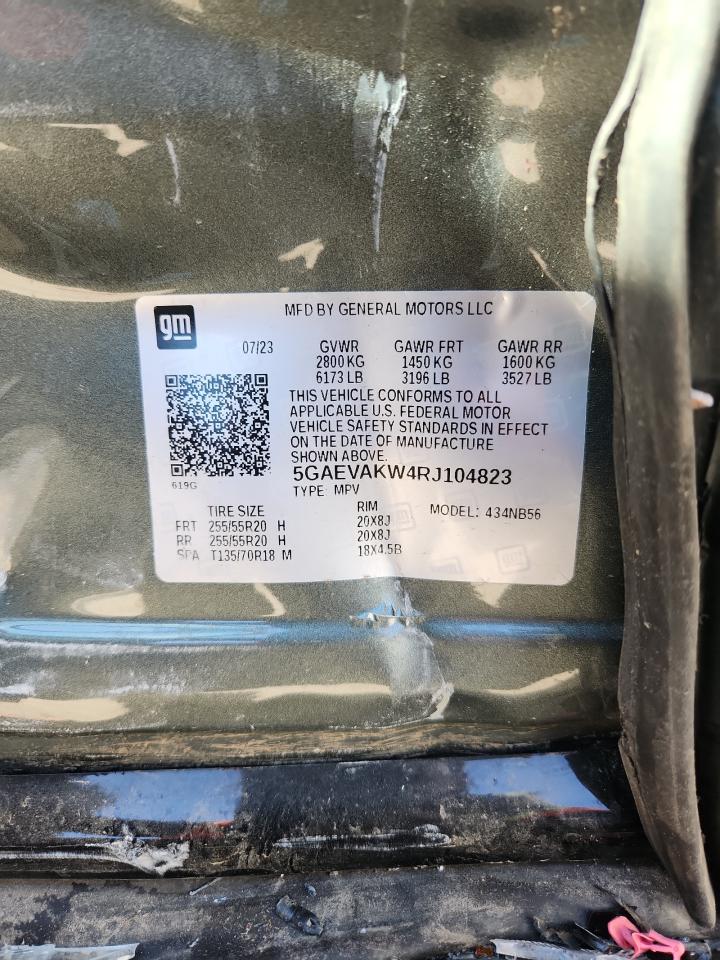 gm
MFD BY GENERAL MOTORS LLC
07/23 GVWR GAWR FRT GAWR RR
2800 KG 1450 KG 1600 KG
6173 LB 3196 LB 3527 LB
THIS VEHICLE CONFORMS TO ALL
APPLICABLE U.S. FEDERAL MOTOR
VEHICLE SAFETY STANDARDS IN EFFECT
ON THE DATE OF MANUFACTURE
SHOWN ABOVE.
619G
5GAEVAKW4RJ104823
TYPE: MPV
TIRE SIZE RIM MODEL: 434NB56
FRT 255/55R20 H 20X8J
RR 255/55R20 H 20X8J
SPA T135/70R18 M 18X4.5B